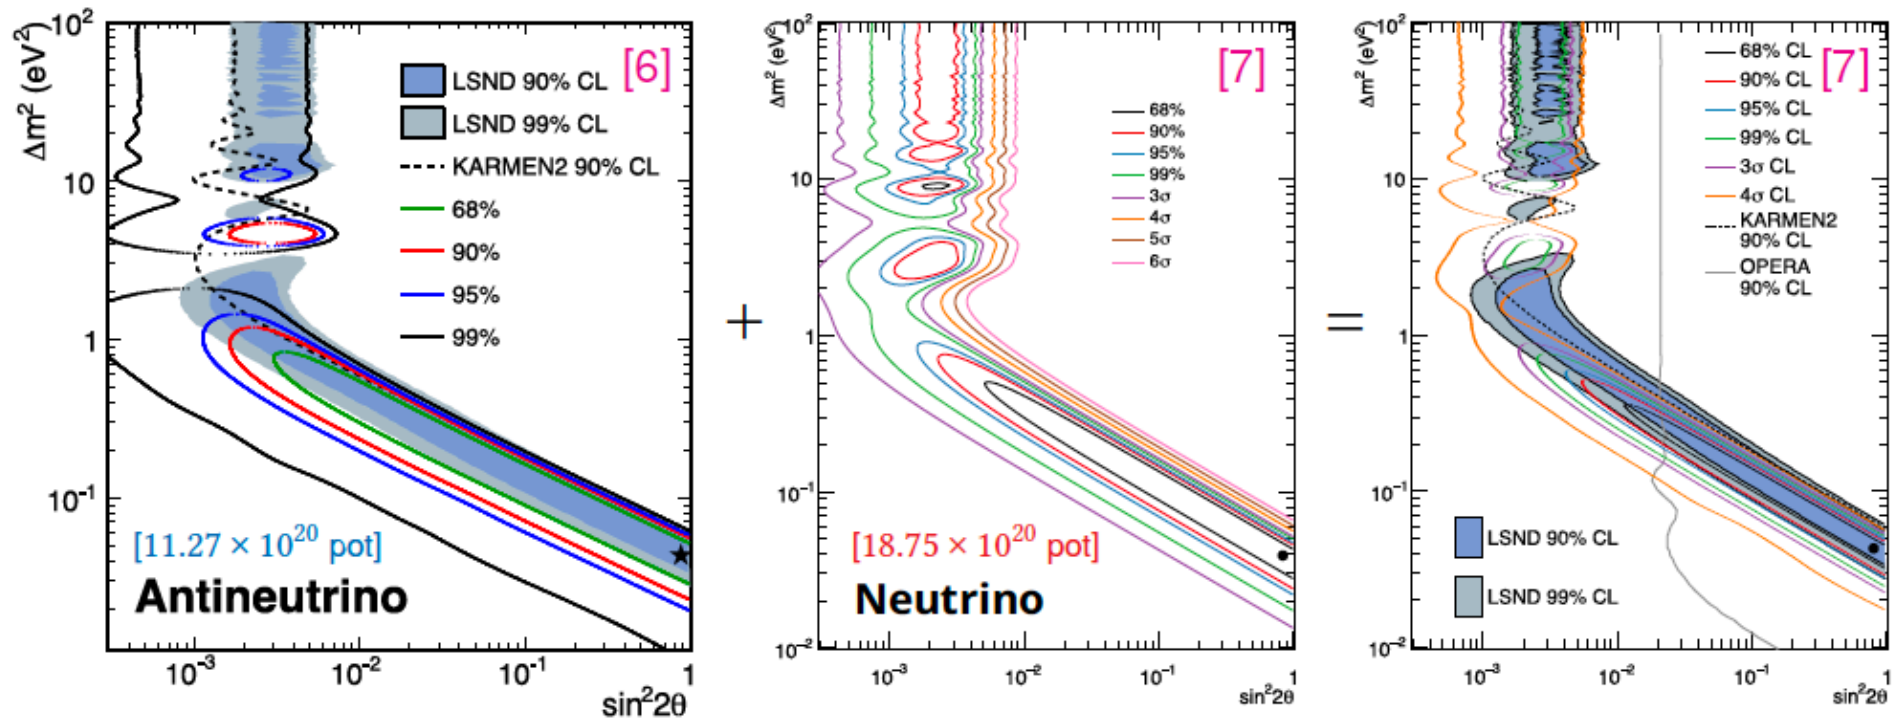 Δm² (eV²)
10²
10
1
10⁻¹
10⁻³
10⁻²
10⁻¹
1
sin²2θ
[6]
LSND 90% CL
LSND 99% CL
KARMEN2 90% CL
68%
90%
95%
99%
[11.27 × 10²⁰ pot]
Antineutrino
+
Δm² (eV²)
10²
10
1
10⁻¹
10⁻²
10⁻³
10⁻²
10⁻¹
1
sin²2θ
[7]
68%
90%
95%
99%
3σ
4σ
5σ
6σ
[18.75 × 10²⁰ pot]
Neutrino
=
Δm² (eV²)
10²
10
1
10⁻¹
10⁻²
10⁻³
10⁻²
10⁻¹
1
sin²2θ
[7]
68% CL
90% CL
95% CL
99% CL
3σ CL
4σ CL
KARMEN2
90% CL
OPERA
90% CL
LSND 90% CL
LSND 99% CL